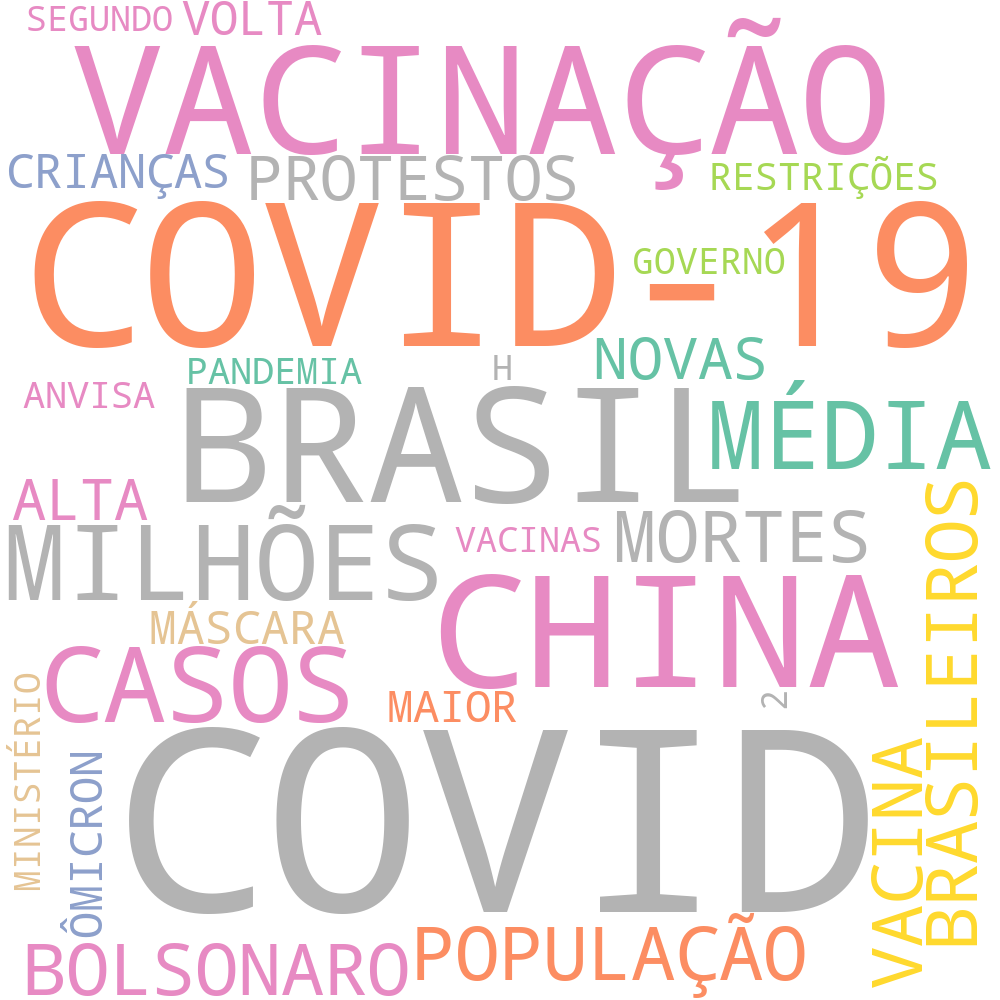 SEGUNDO VOLTA
VACINAÇÃO
CRIANÇAS PROTESTOS RESTRIÇÕES
COVID-19
GOVERNO
PANDEMIA H NOVAS
ANVISA
BRASIL MÉDIA
ALTA
MILHÕES VACINAS MORTES
CHINA
MÁSCARA
CASOS
MAIOR 2
COVID
MINISTÉRIO
ÔMICRON
VACINA
BRASILEIROS
BOLSONARO POPULAÇÃO